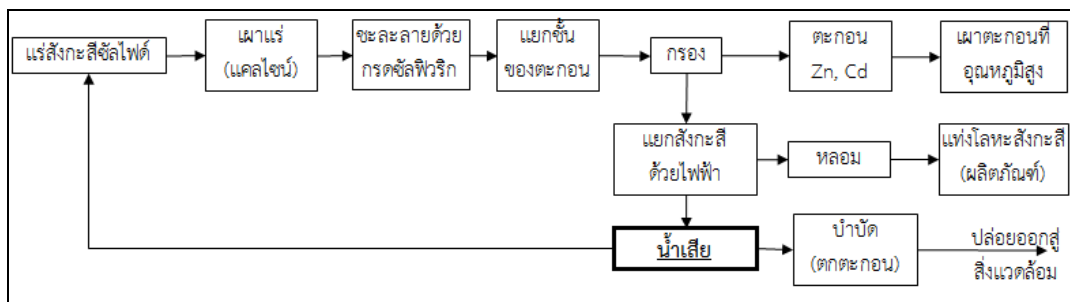 แร่สังกะสีซัลไฟด์
เผาแร่
(แคลไซน์)
ชะละลายด้วย
กรดซัลฟิวริก
แยกชั้น
ของตะกอน
กรอง
ตะกอน
Zn, Cd
เผาตะกอนที่
อุณหภูมิสูง
แยกสังกะสี
ด้วยไฟฟ้า
หลอม
แท่งโลหะสังกะสี
(ผลิตภัณฑ์)
น้ำเสีย
บำบัด
(ตกตะกอน)
ปล่อยออกสู่
สิ่งแวดล้อม